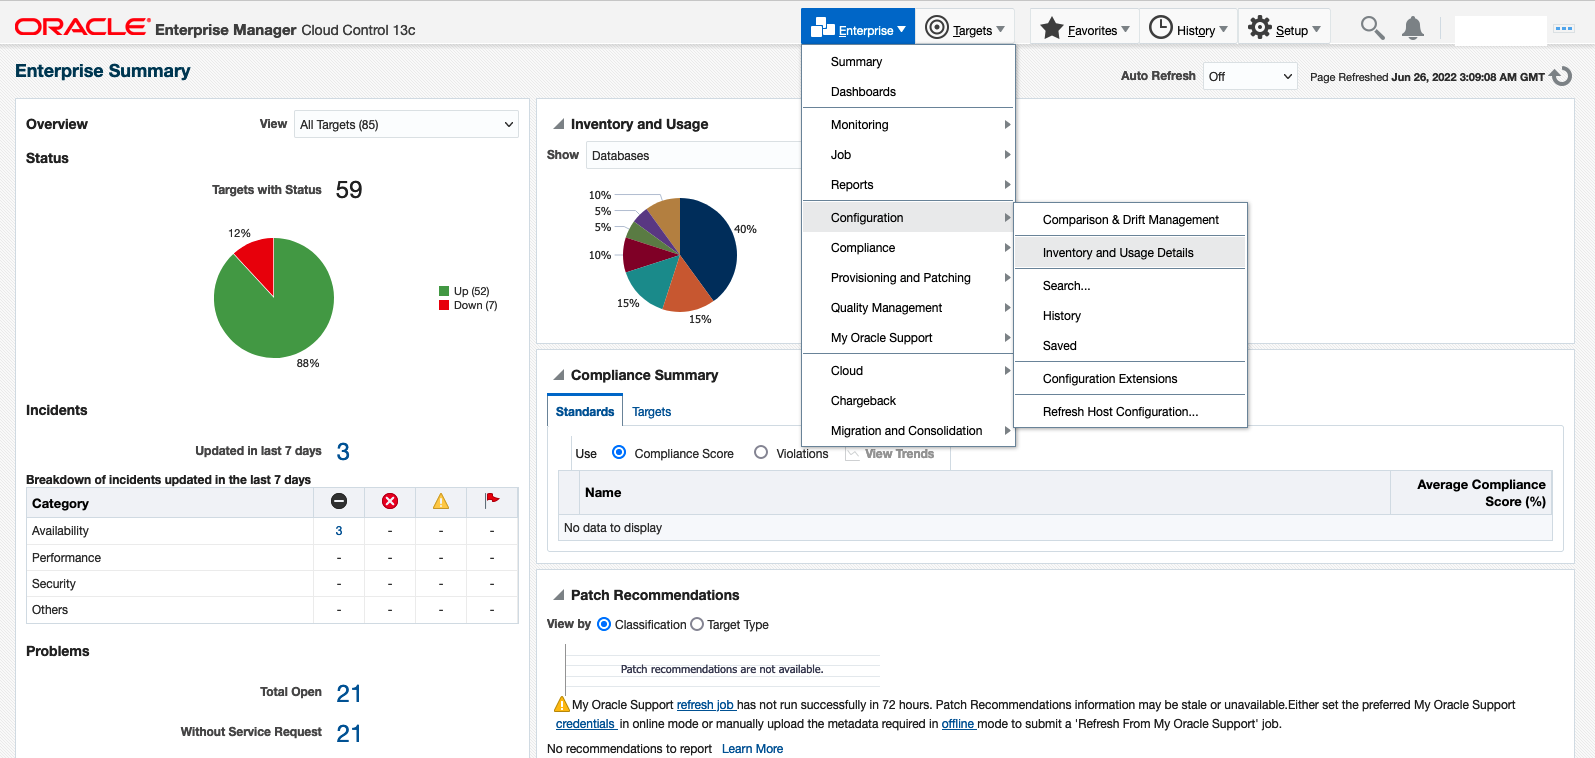 ORACLE® Enterprise Manager Cloud Control 13c
Enterprise
Targets
Favorites
History
Setup
Enterprise Summary
Auto Refresh Off
Page Refreshed Jun 26, 2022 3:09:08 AM GMT
Overview
View All Targets (85)
Status
Targets with Status 59
12%
88%
Up (52)
Down (7)
Incidents
Updated in last 7 days 3
Breakdown of incidents updated in the last 7 days
Category
Availability 3 - - -
Performance - - - -
Security - - - -
Others - - - -
Problems
Total Open 21
Without Service Request 21
Inventory and Usage
Show Databases
10%
5%
5%
10%
15%
15%
40%
Summary
Dashboards
Monitoring
Job
Reports
Configuration
Compliance
Provisioning and Patching
Quality Management
My Oracle Support
Cloud
Chargeback
Migration and Consolidation
Comparison & Drift Management
Inventory and Usage Details
Search...
History
Saved
Configuration Extensions
Refresh Host Configuration...
Compliance Summary
Standards Targets
Use Compliance Score Violations View Trends
Name
Average Compliance
Score (%)
No data to display
Patch Recommendations
View by Classification Target Type
Patch recommendations are not available.
My Oracle Support refresh job has not run successfully in 72 hours. Patch Recommendations information may be stale or unavailable.Either set the preferred My Oracle Support
credentials in online mode or manually upload the metadata required in offline mode to submit a 'Refresh From My Oracle Support' job.
No recommendations to report Learn More